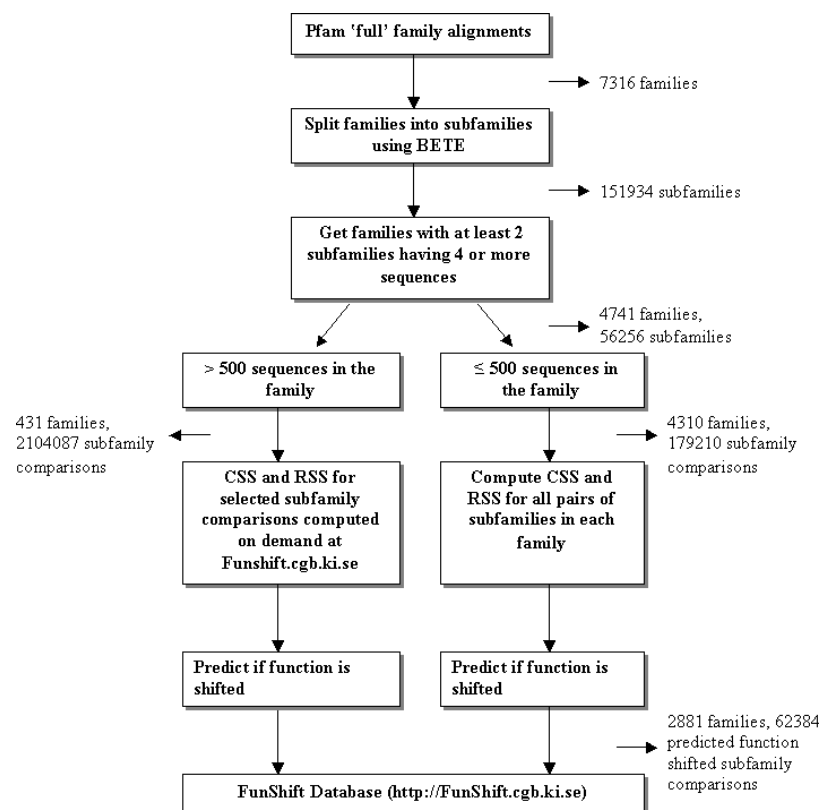 Pfam ‘full’ family alignments
7316 families
Split families into subfamilies
using BETE
151934 subfamilies
Get families with at least 2
subfamilies having 4 or more
sequences
4741 families,
56256 subfamilies
> 500 sequences in the
family
≤ 500 sequences in
the family
431 families,
2104087 subfamily
comparisons
4310 families,
179210 subfamily
comparisons
CSS and RSS for
selected subfamily
comparisons computed
on demand at
Funshift.cgb.ki.se
Compute CSS and
RSS for all pairs of
subfamilies in each
family
Predict if function is
shifted
Predict if function is
shifted
2881 families, 62384
predicted function
shifted subfamily
comparisons
FunShift Database (http://FunShift.cgb.ki.se)